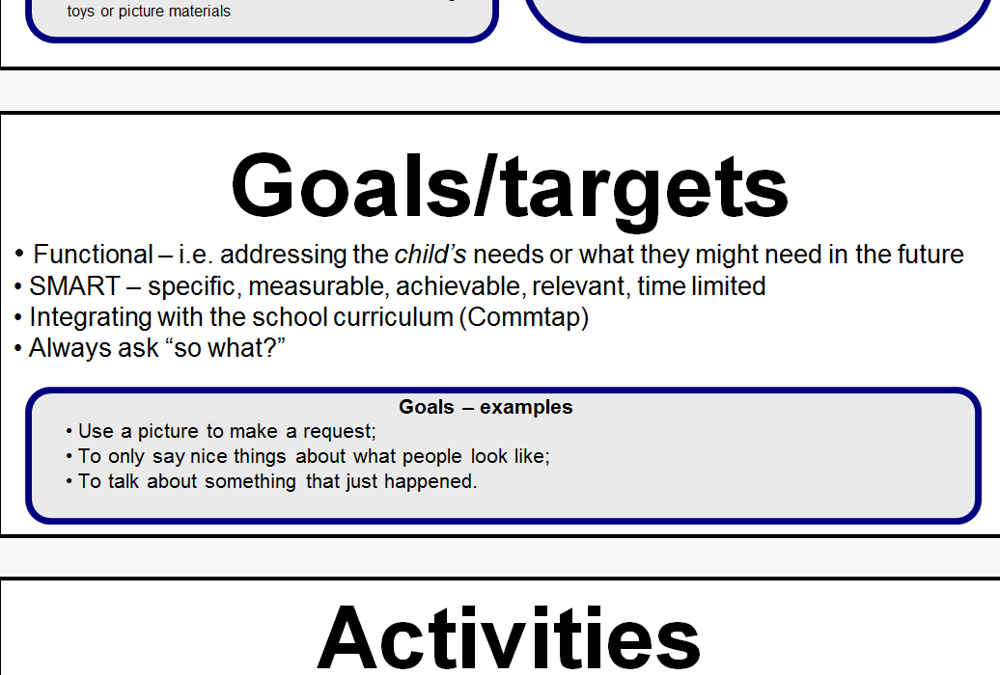 toys or picture materials
Goals/targets
• Functional – i.e. addressing the child's needs or what they might need in the future
• SMART – specific, measurable, achievable, relevant, time limited
• Integrating with the school curriculum (Commtap)
• Always ask “so what?”
Goals – examples
• Use a picture to make a request;
• To only say nice things about what people look like;
• To talk about something that just happened.
Activities